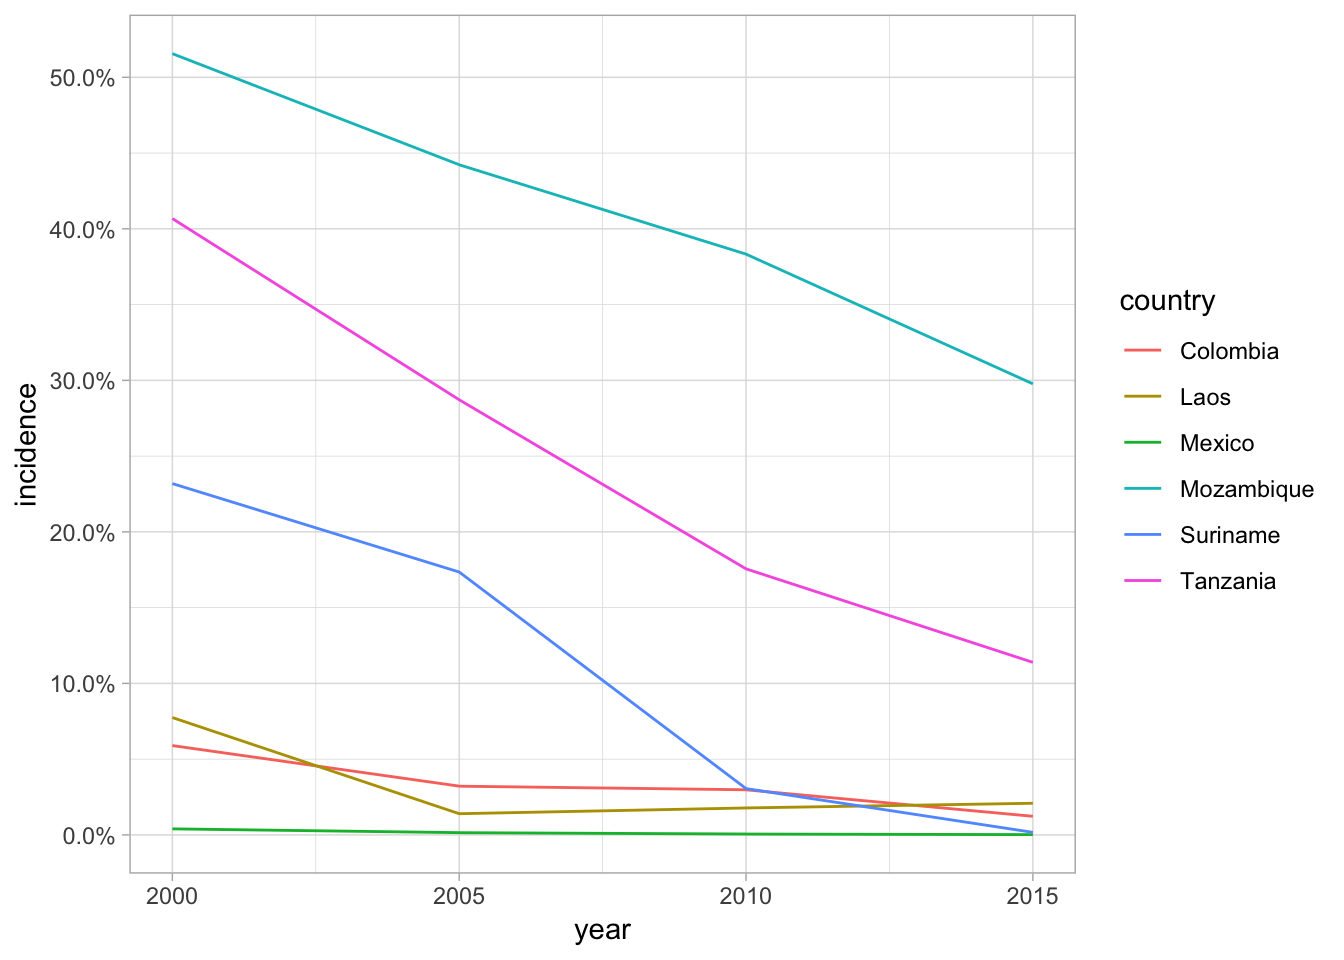 50.0%
40.0%
30.0%
20.0%
10.0%
0.0%
incidence
2000 2005 2010 2015
year
country
Colombia
Laos
Mexico
Mozambique
Suriname
Tanzania